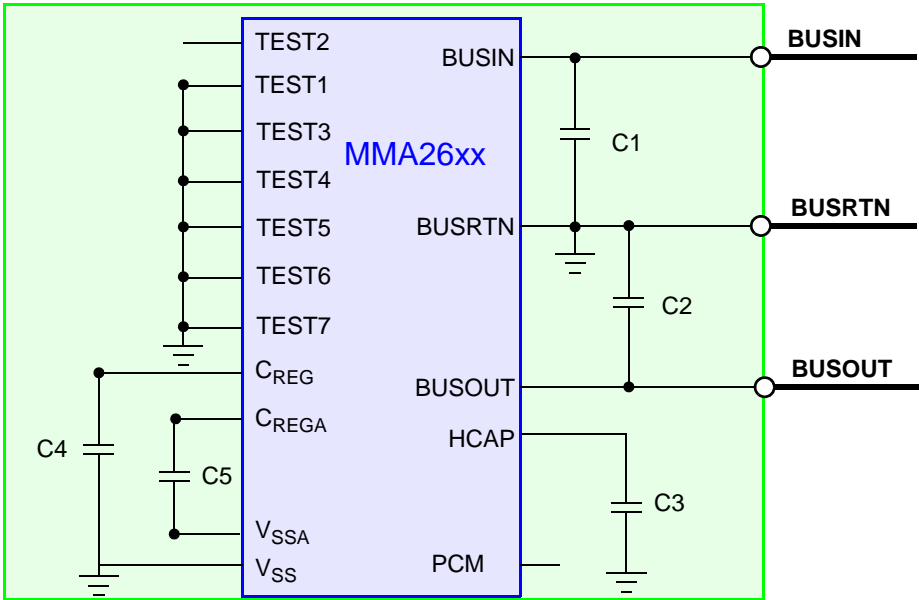 TEST2
TEST1
TEST3
TEST4
TEST5
TEST6
TEST7
CREG
CREGA
VSSA
VSS
MMA26xx
BUSIN
BUSRTN
BUSOUT
HCAP
PCM
C4
C5
C1
C2
C3
BUSIN
BUSRTN
BUSOUT